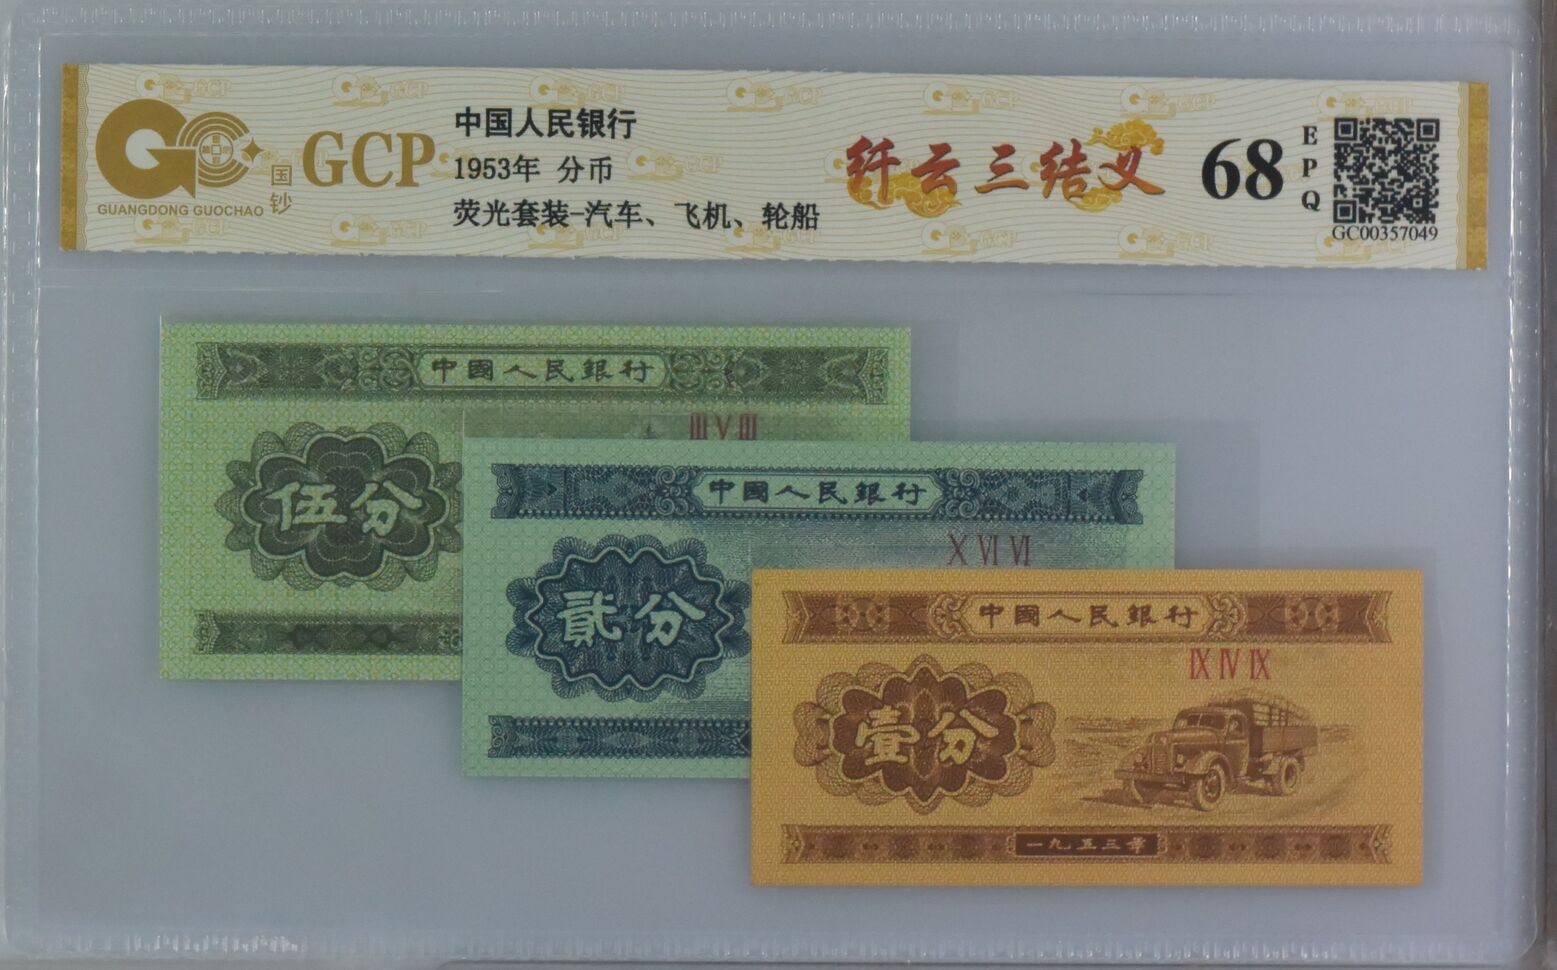 GUANGDONG GUOCHAO
国钞
GCP
中国人民银行
1953年 分币
荧光套装-汽车、飞机、轮船
纤云三结义
68
EPQ
GC00357049
中國人民銀行
III V III
伍分
中國人民銀行
X VI VI
貳分
中國人民銀行
IX IV IX
壹分
一九五三年